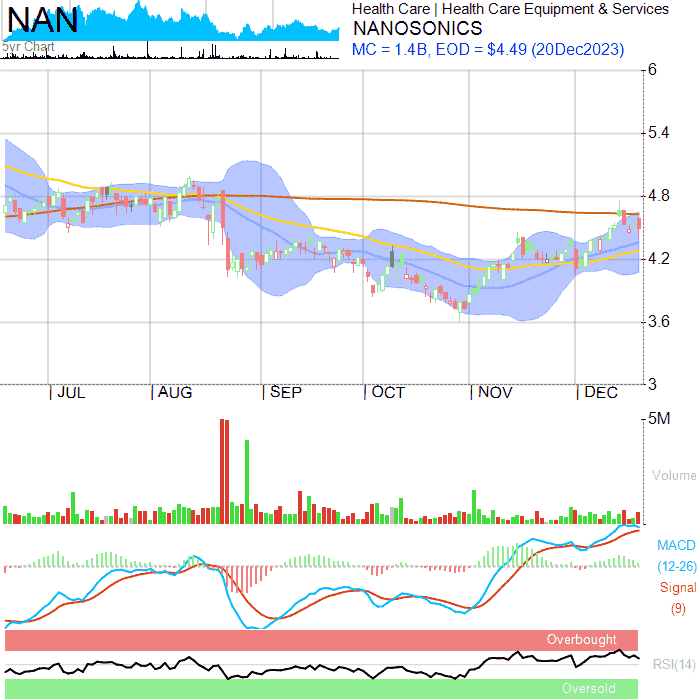 NAN
5yr Chart
Health Care | Health Care Equipment & Services
NANOSONICS
MC = 1.4B, EOD = $4.49 (20Dec2023)
6
5.4
4.8
4.2
3.6
3
JUL AUG SEP OCT NOV DEC
5M
Volume
MACD
(12-26)
Signal
(9)
Overbought
RSI(14)
Oversold